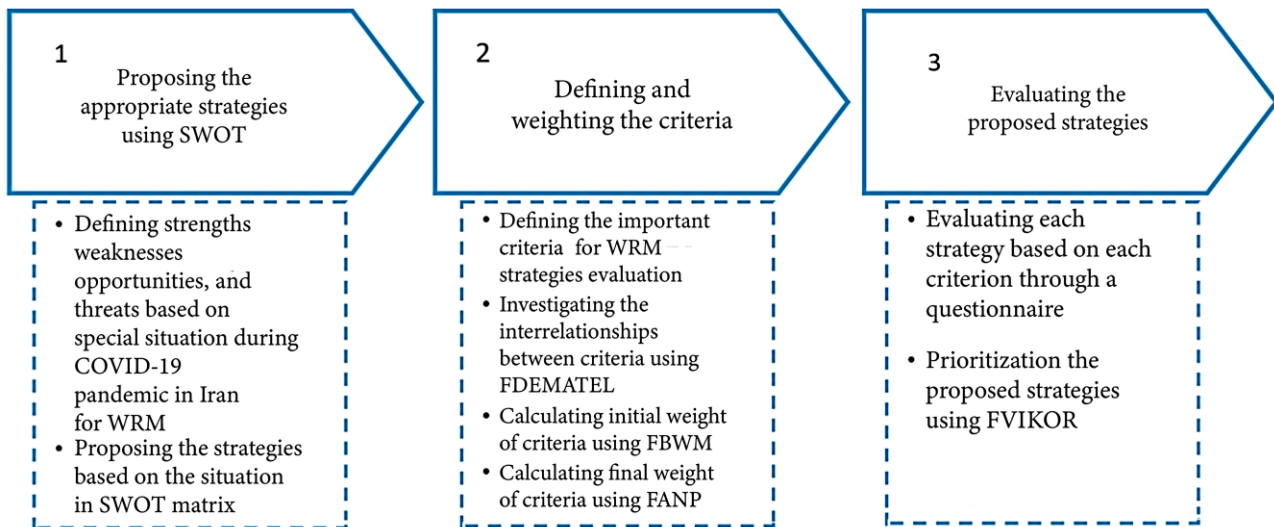 1
Proposing the
appropriate strategies
using SWOT
• Defining strengths
weaknesses
opportunities, and
threats based on
special situation during
COVID-19
pandemic in Iran
for WRM
• Proposing the strategies
based on the situation
in SWOT matrix
2
Defining and
weighting the criteria
• Defining the important
criteria for WRM
strategies evaluation
• Investigating the
interrelationships
between criteria using
FDEMATEL
• Calculating initial weight
of criteria using FBWM
• Calculating final weight
of criteria using FANP
3
Evaluating the
proposed strategies
• Evaluating each
strategy based on each
criterion through a
questionnaire
• Prioritization the
proposed strategies
using FVIKOR